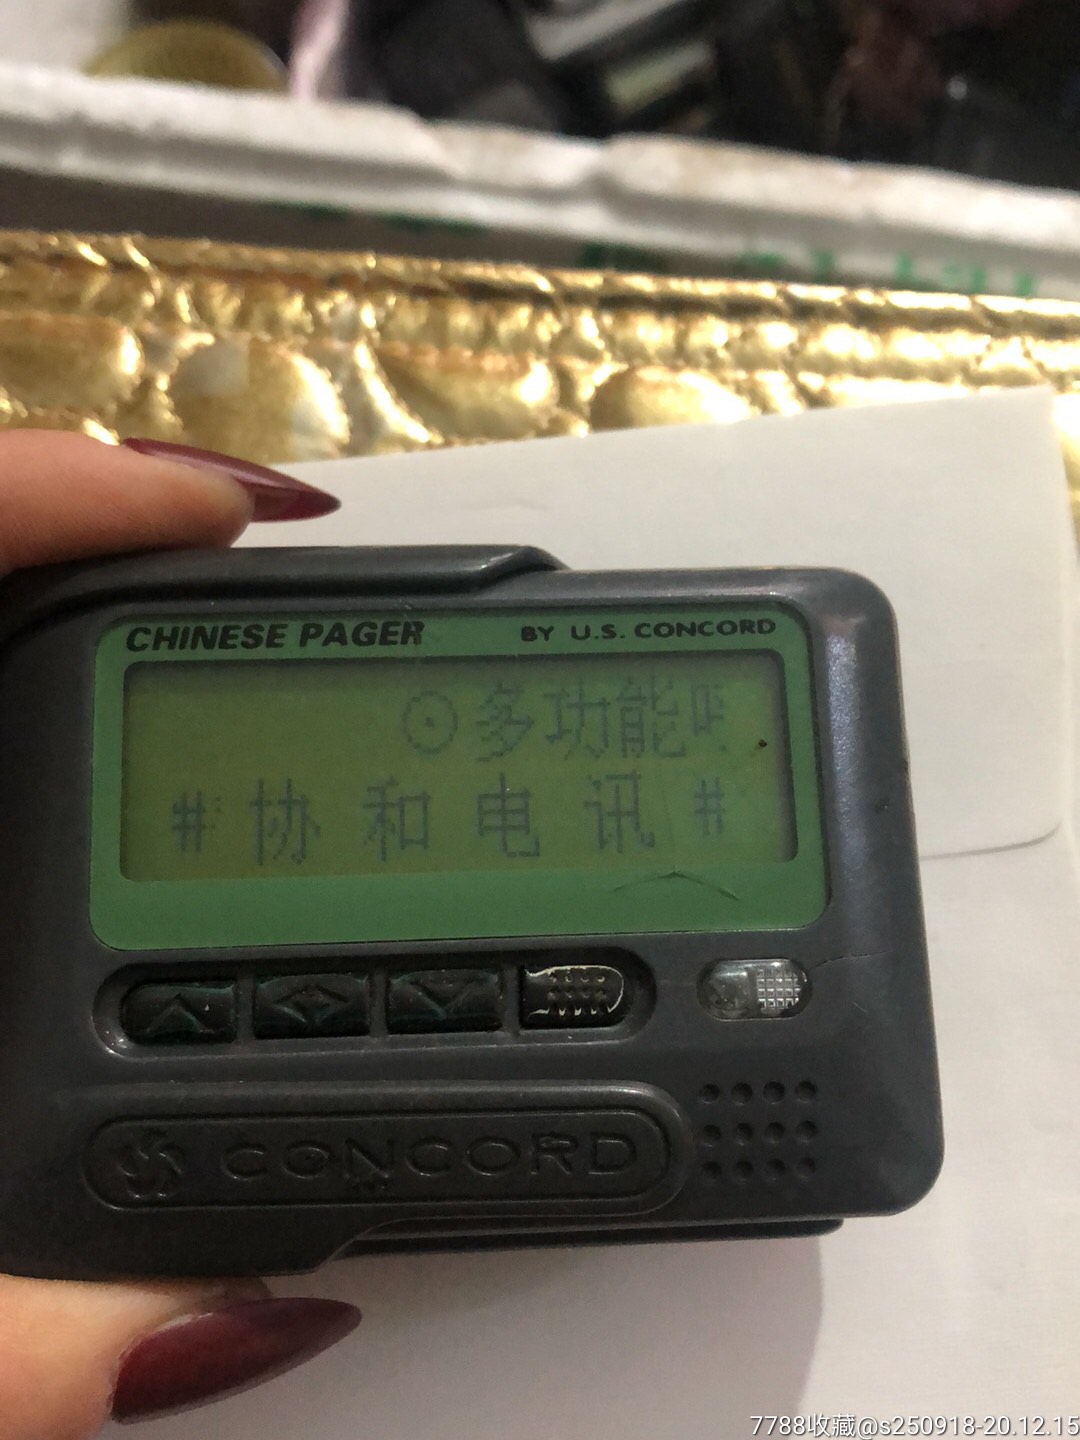 CHINESE PAGER BY U.S. CONCORD
⊙多功能
# 协和电讯 #
CONCORD
7788收藏@s250918-20.12.15